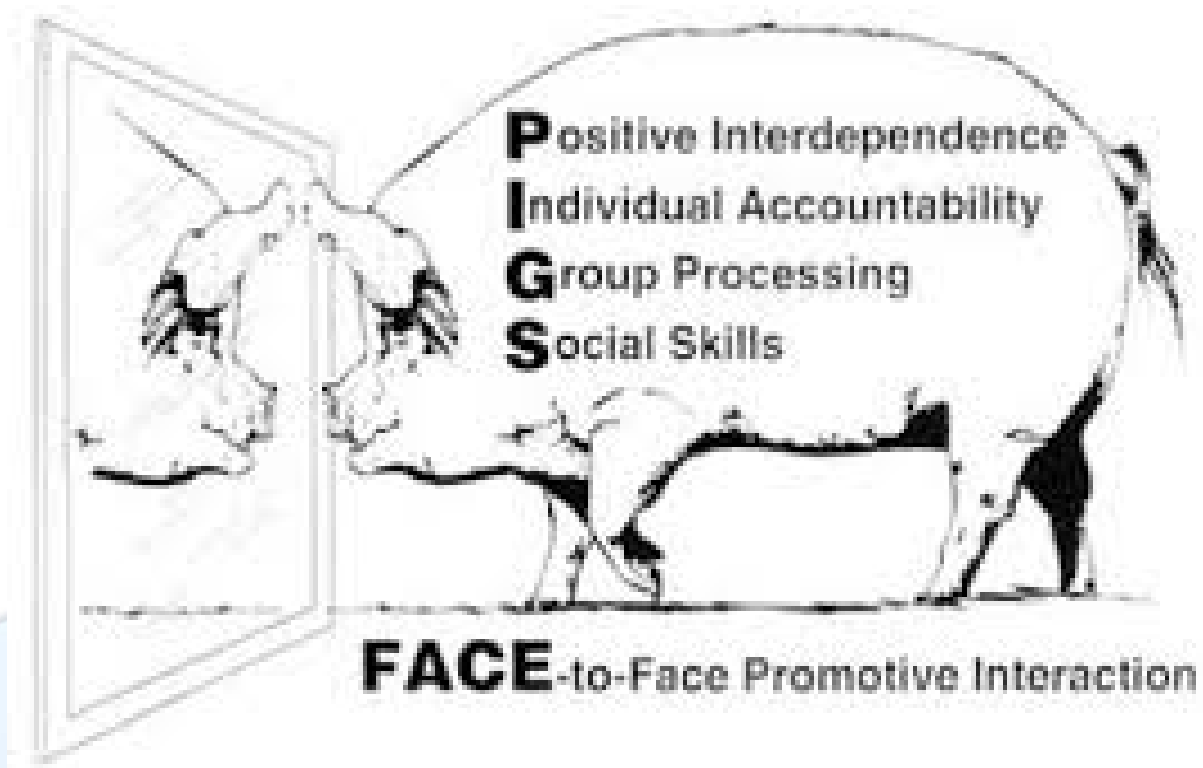 Positive Interdependence
Individual Accountability
Group Processing
Social Skills
FACE-to-Face Promotive Interaction